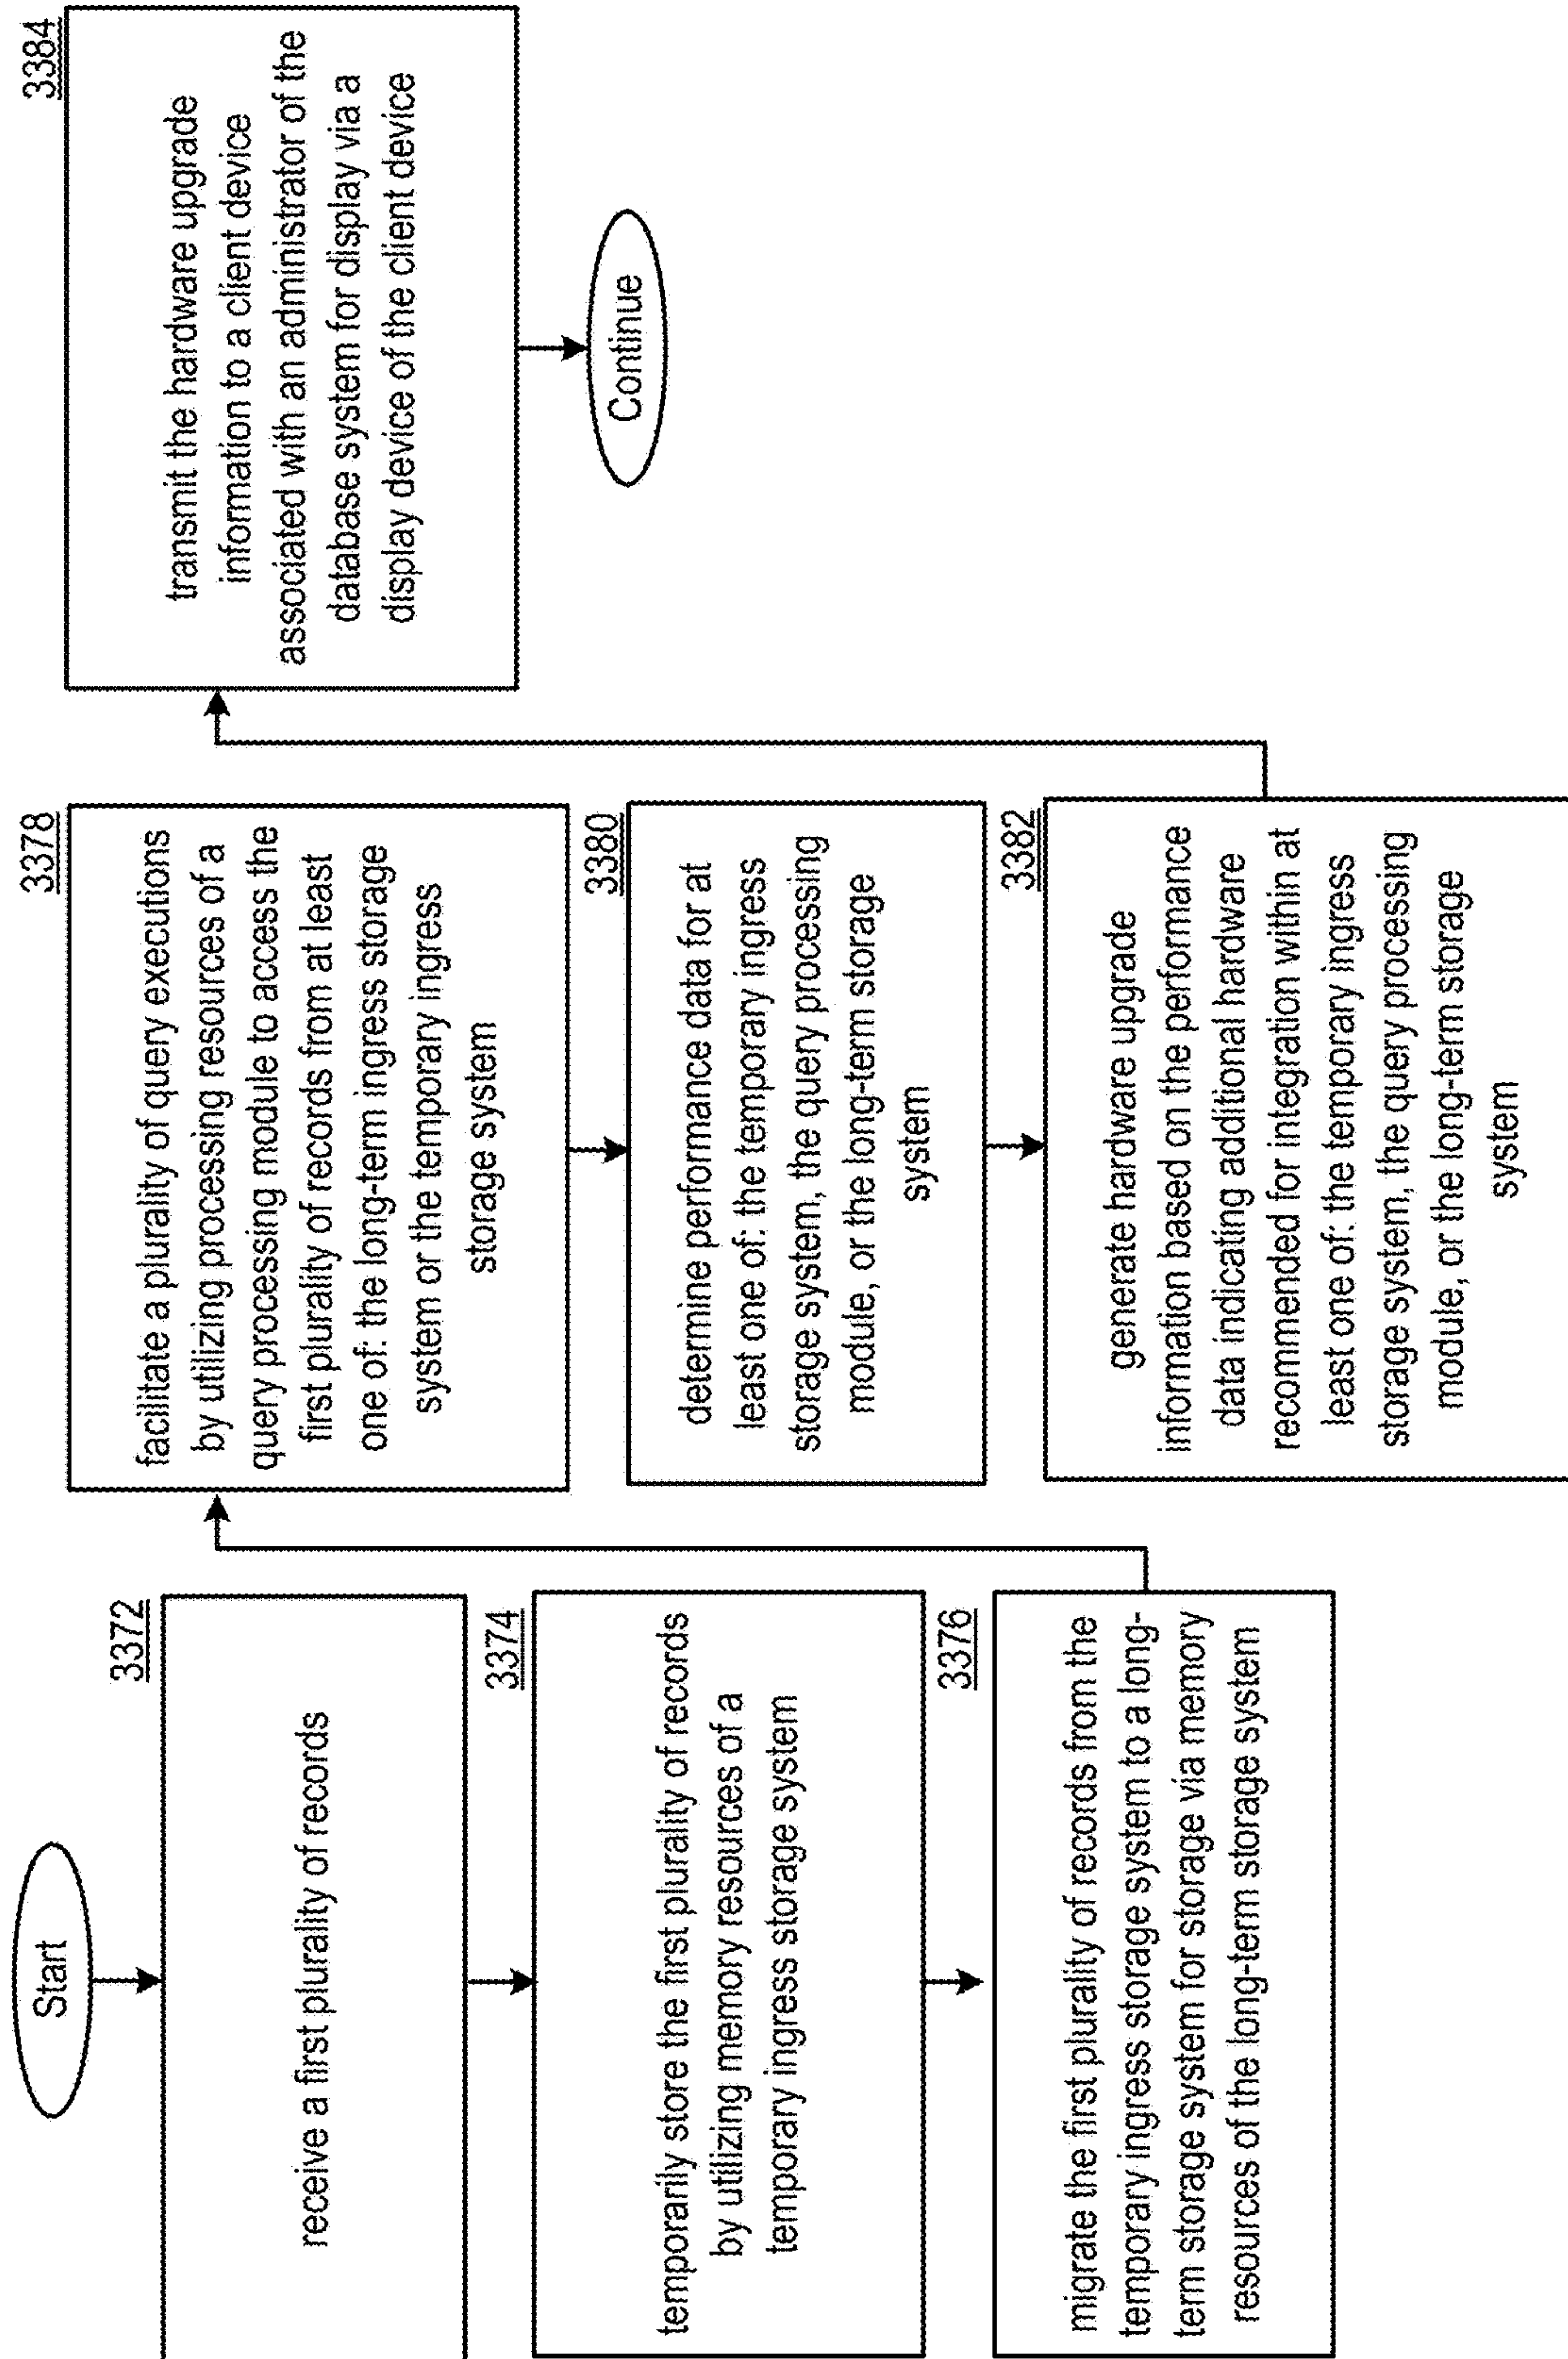 Start
3372
receive a first plurality of records
3374
temporarily store the first plurality of records
by utilizing memory resources of a
temporary ingress storage system
3376
migrate the first plurality of records from the
temporary ingress storage system to a long-
term storage system for storage via memory
resources of the long-term storage system
3378
facilitate a plurality of query executions
by utilizing processing resources of a
query processing module to access the
first plurality of records from at least
one of: the long-term ingress storage
system or the temporary ingress
storage system
3380
determine performance data for at
least one of: the temporary ingress
storage system, the query processing
module, or the long-term storage
system
3382
generate hardware upgrade
information based on the performance
data indicating additional hardware
recommended for integration within at
least one of: the temporary ingress
storage system, the query processing
module, or the long-term storage
system
3384
transmit the hardware upgrade
information to a client device
associated with an administrator of the
database system for display via a
display device of the client device
Continue